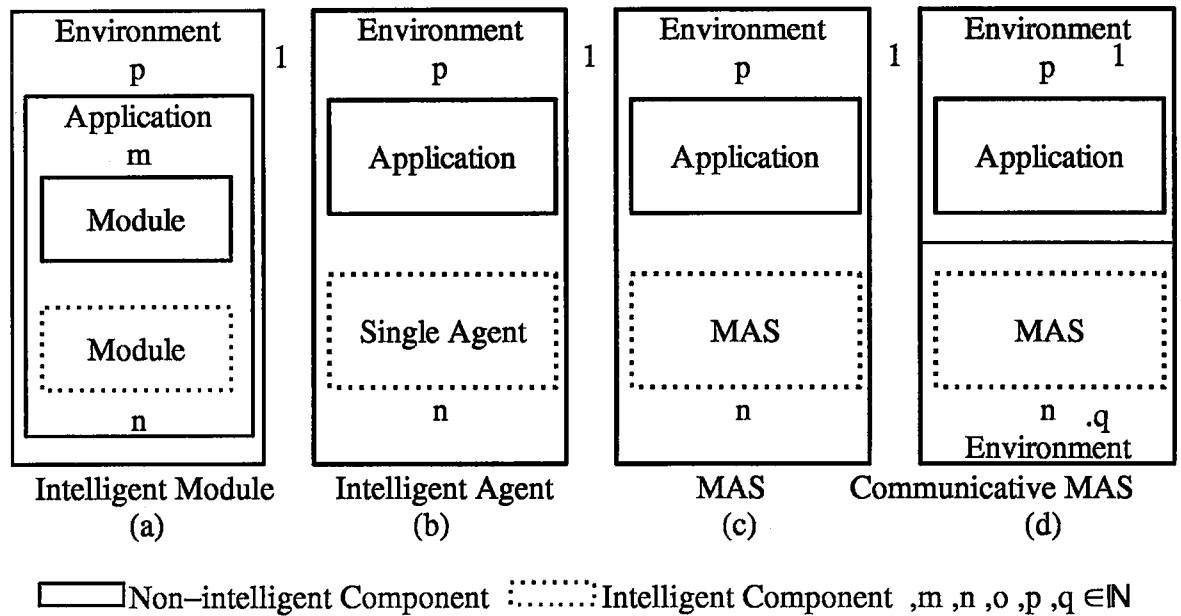 Environment
p
1
Application
m
Module
Module
n
Intelligent Module
(a)
Environment
p
1
Application
Single Agent
n
Intelligent Agent
(b)
Environment
p
1
Application
MAS
n
MAS
(c)
Environment
p 1
Application
MAS
n .q
Environment
Communicative MAS
(d)
Non–intelligent Component
Intelligent Component ,m ,n ,o ,p ,q ∈ℕ